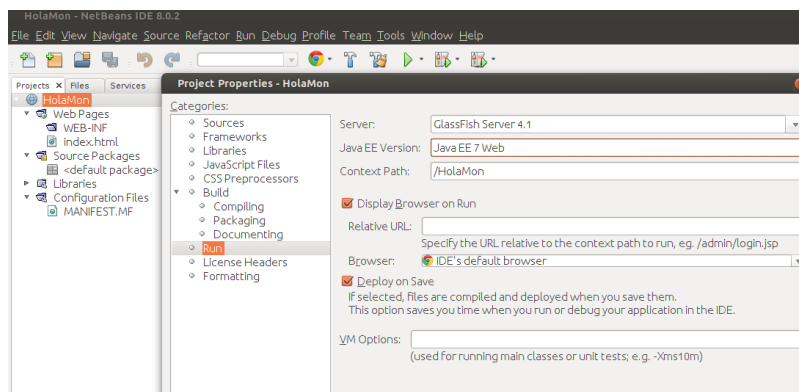 HolaMon - NetBeans IDE 8.0.2
File Edit View Navigate Source Refactor Run Debug Profile Team Tools Window Help
Projects X Files Services
HolaMon
Web Pages
WEB-INF
index.html
Source Packages
<default package>
Libraries
Configuration Files
MANIFEST.MF
Project Properties - HolaMon
Categories:
Sources
Frameworks
Libraries
JavaScript Files
CSS Preprocessors
Build
Compiling
Packaging
Documenting
Run
License Headers
Formatting
Server: GlassFish Server 4.1
Java EE Version: Java EE 7 Web
Context Path: /HolaMon
Display Browser on Run
Relative URL:
Specify the URL relative to the context path to run, eg. /admin/login.jsp
Browser: IDE's default browser
Deploy on Save
If selected, files are compiled and deployed when you save them.
This option saves you time when you run or debug your application in the IDE.
VM Options:
(used for running main classes or unit tests; e.g. -Xms10m)